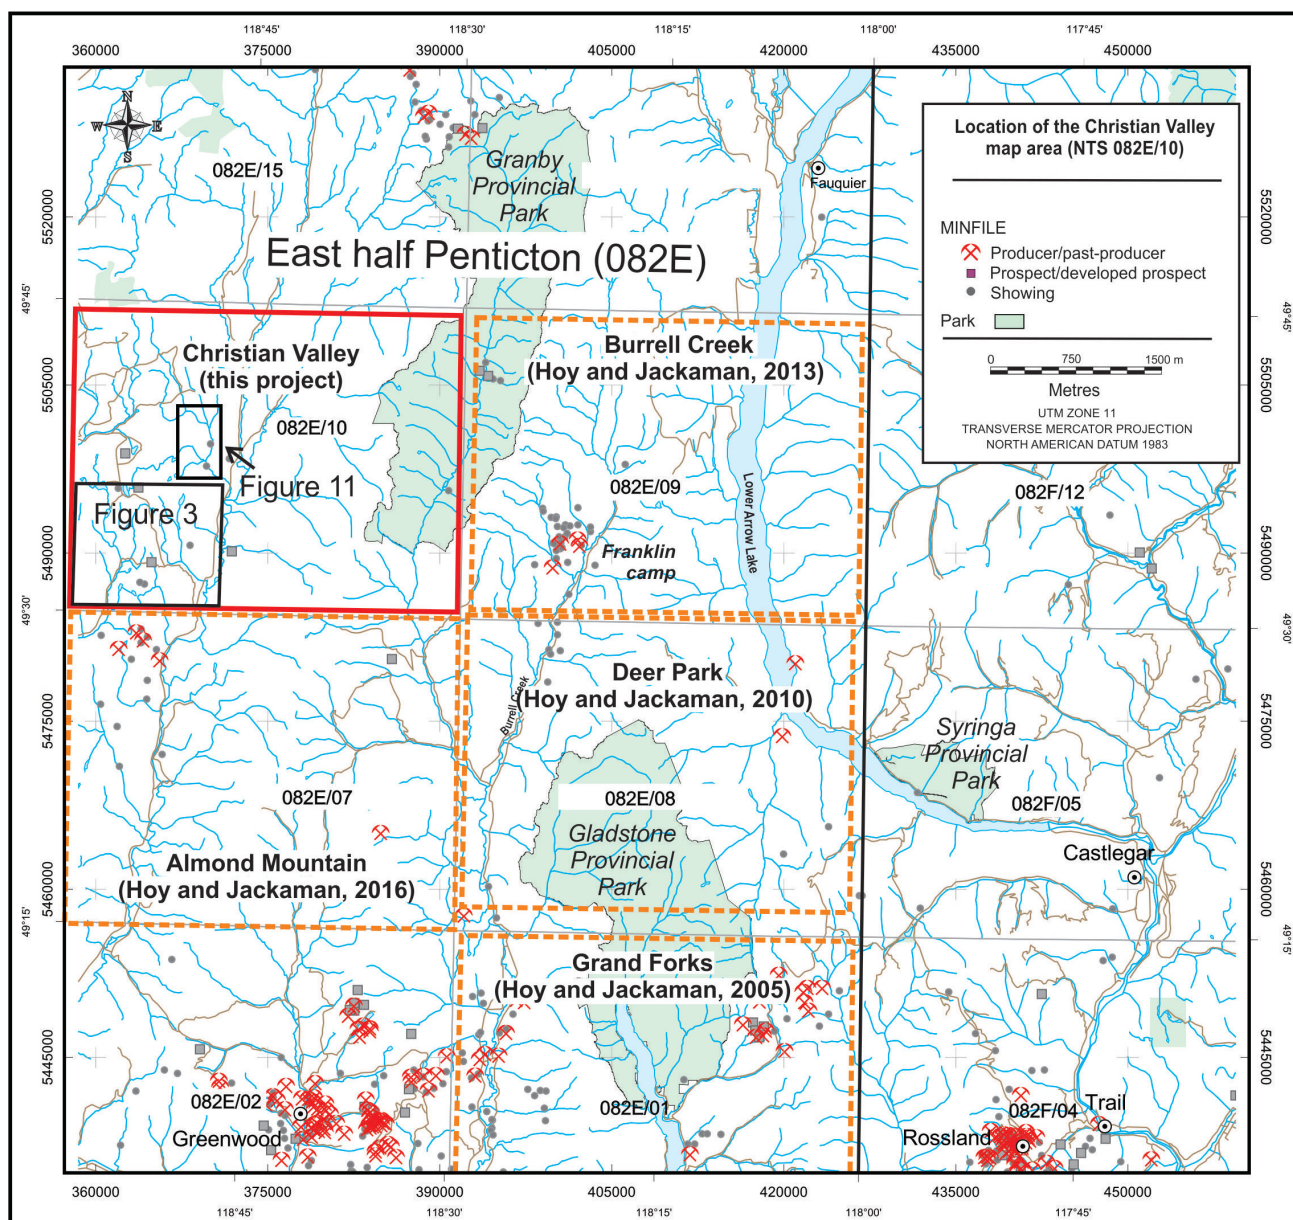 118°45'
118°30'
118°15'
118°00'
117°45'
360000
375000
390000
4050000
420000
435000
450000
N
W
E
S
082E/15
Granby
Provincial
Park
Fauquier
East half Penticton (082E)
Location of the Christian Valley
map area (NTS 082E/10)
MINFILE
Producer/past-producer
Prospect/developed prospect
Showing
Park
0
750
1500 m
Metres
UTM ZONE 11
TRANSVERSE MERCATOR PROJECTION
NORTH AMERICAN DATUM 1983
5520000
5520000
49°45'
49°45'
Christian Valley
(this project)
Burrell Creek
(Hoy and Jackaman, 2013)
5505000
5505000
082E/10
Figure 11
Figure 3
082E/09
Lower Arrow Lake
082F/12
Franklin
camp
5490000
5490000
49°30'
49°30'
Deer Park
(Hoy and Jackaman, 2010)
Burrell Creek
5475000
5475000
Syringa
Provincial
Park
082E/07
082E/08
082F/05
Gladstone
Provincial
Park
Almond Mountain
(Hoy and Jackaman, 2016)
Castlegar
5460000
5460000
49°15'
49°15'
Grand Forks
(Hoy and Jackaman, 2005)
5445000
5445000
082E/02
Greenwood
082E/01
082F/04
Trail
Rossland
360000
375000
390000
4050000
420000
435000
450000
118°45'
118°30'
118°15'
118°00'
117°45'